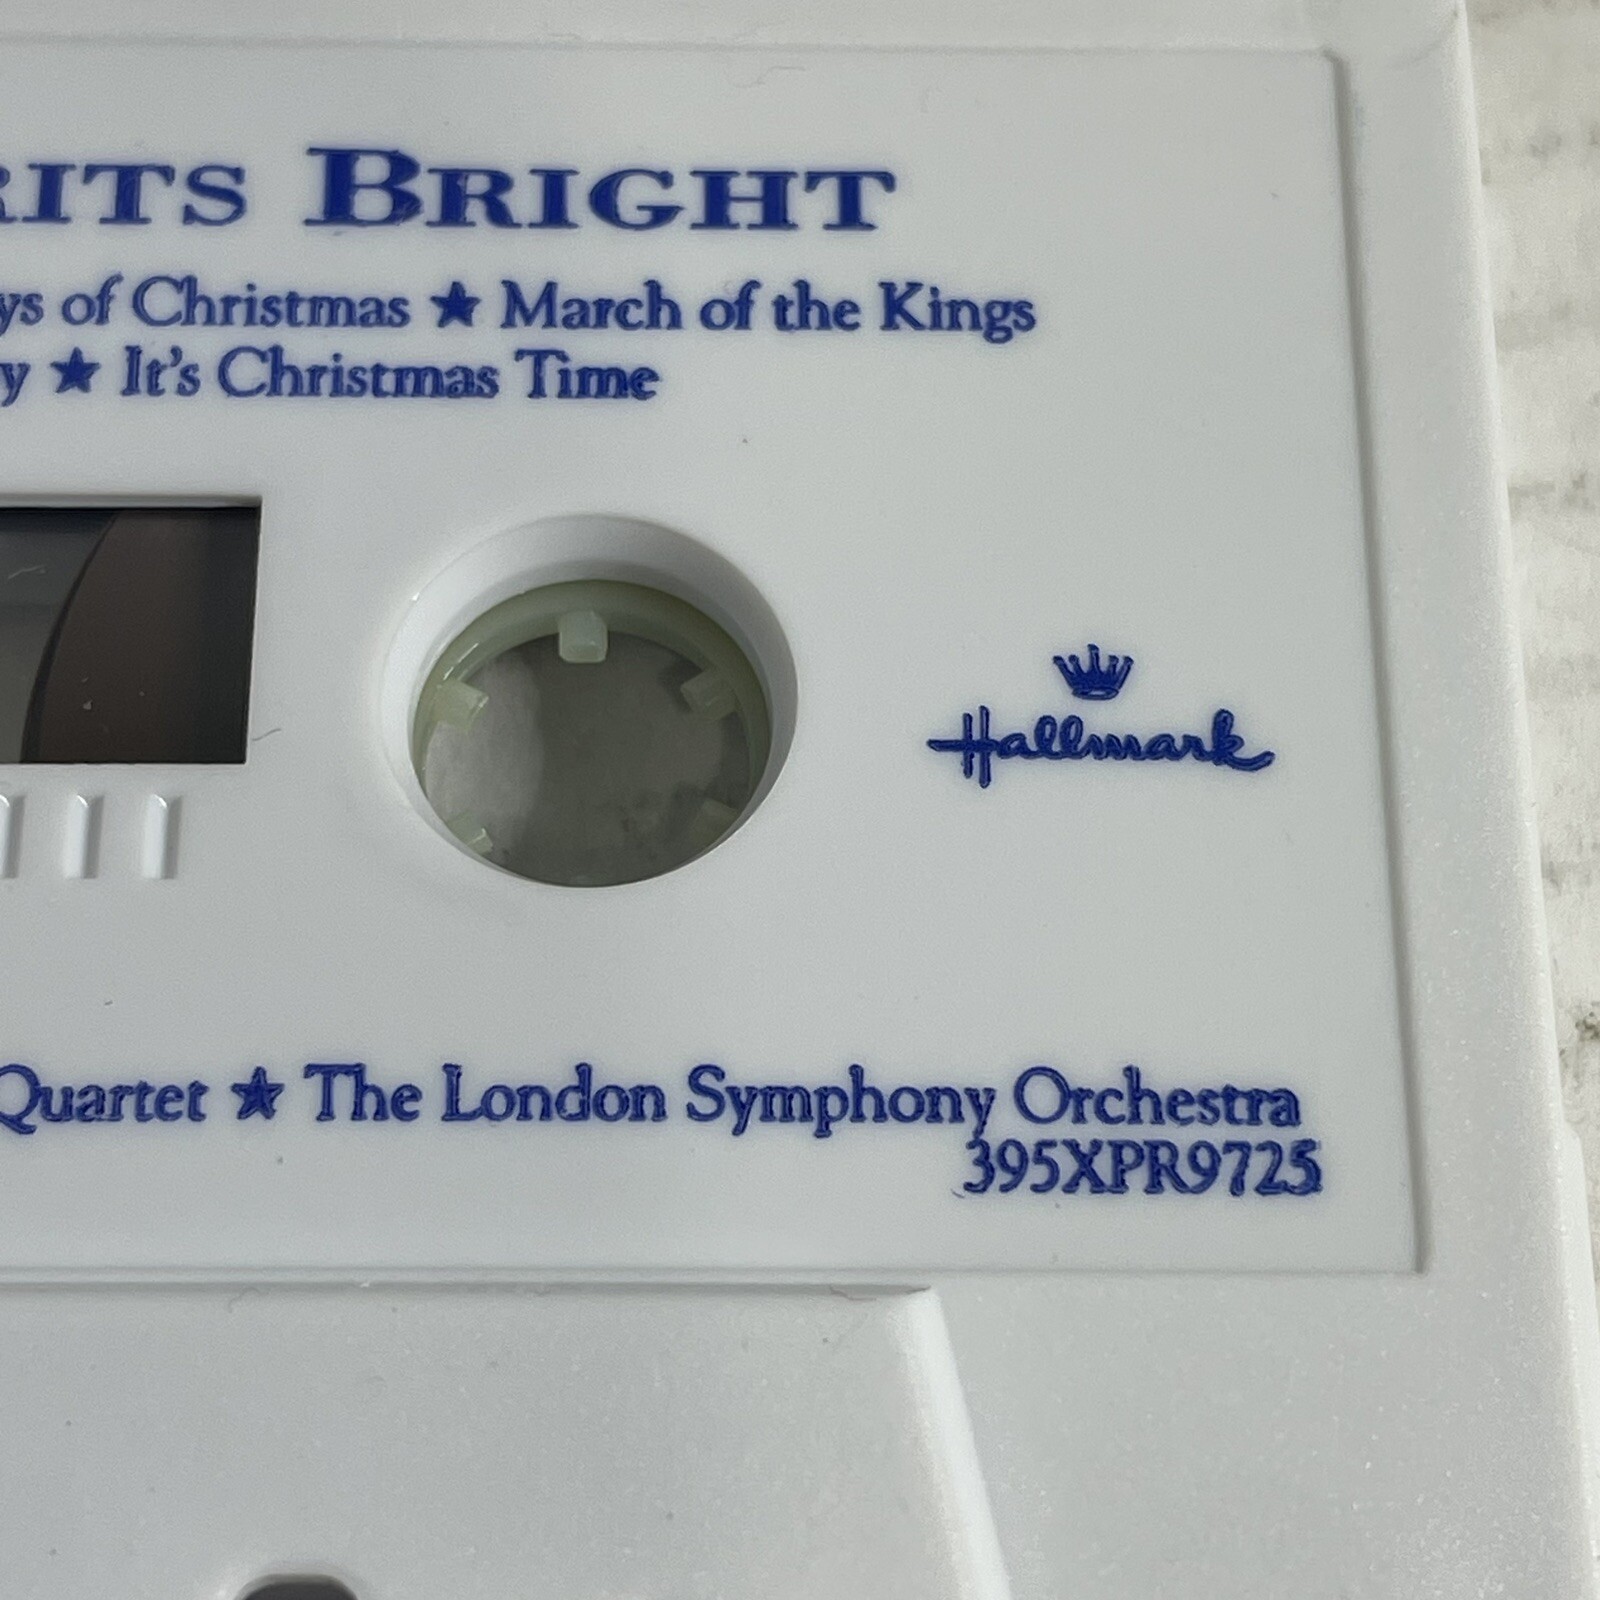 RITS BRIGHT
ys of Christmas ★ March of the Kings
y ★ It's Christmas Time
Hallmark
Quartet ★ The London Symphony Orchestra
395XPR9725